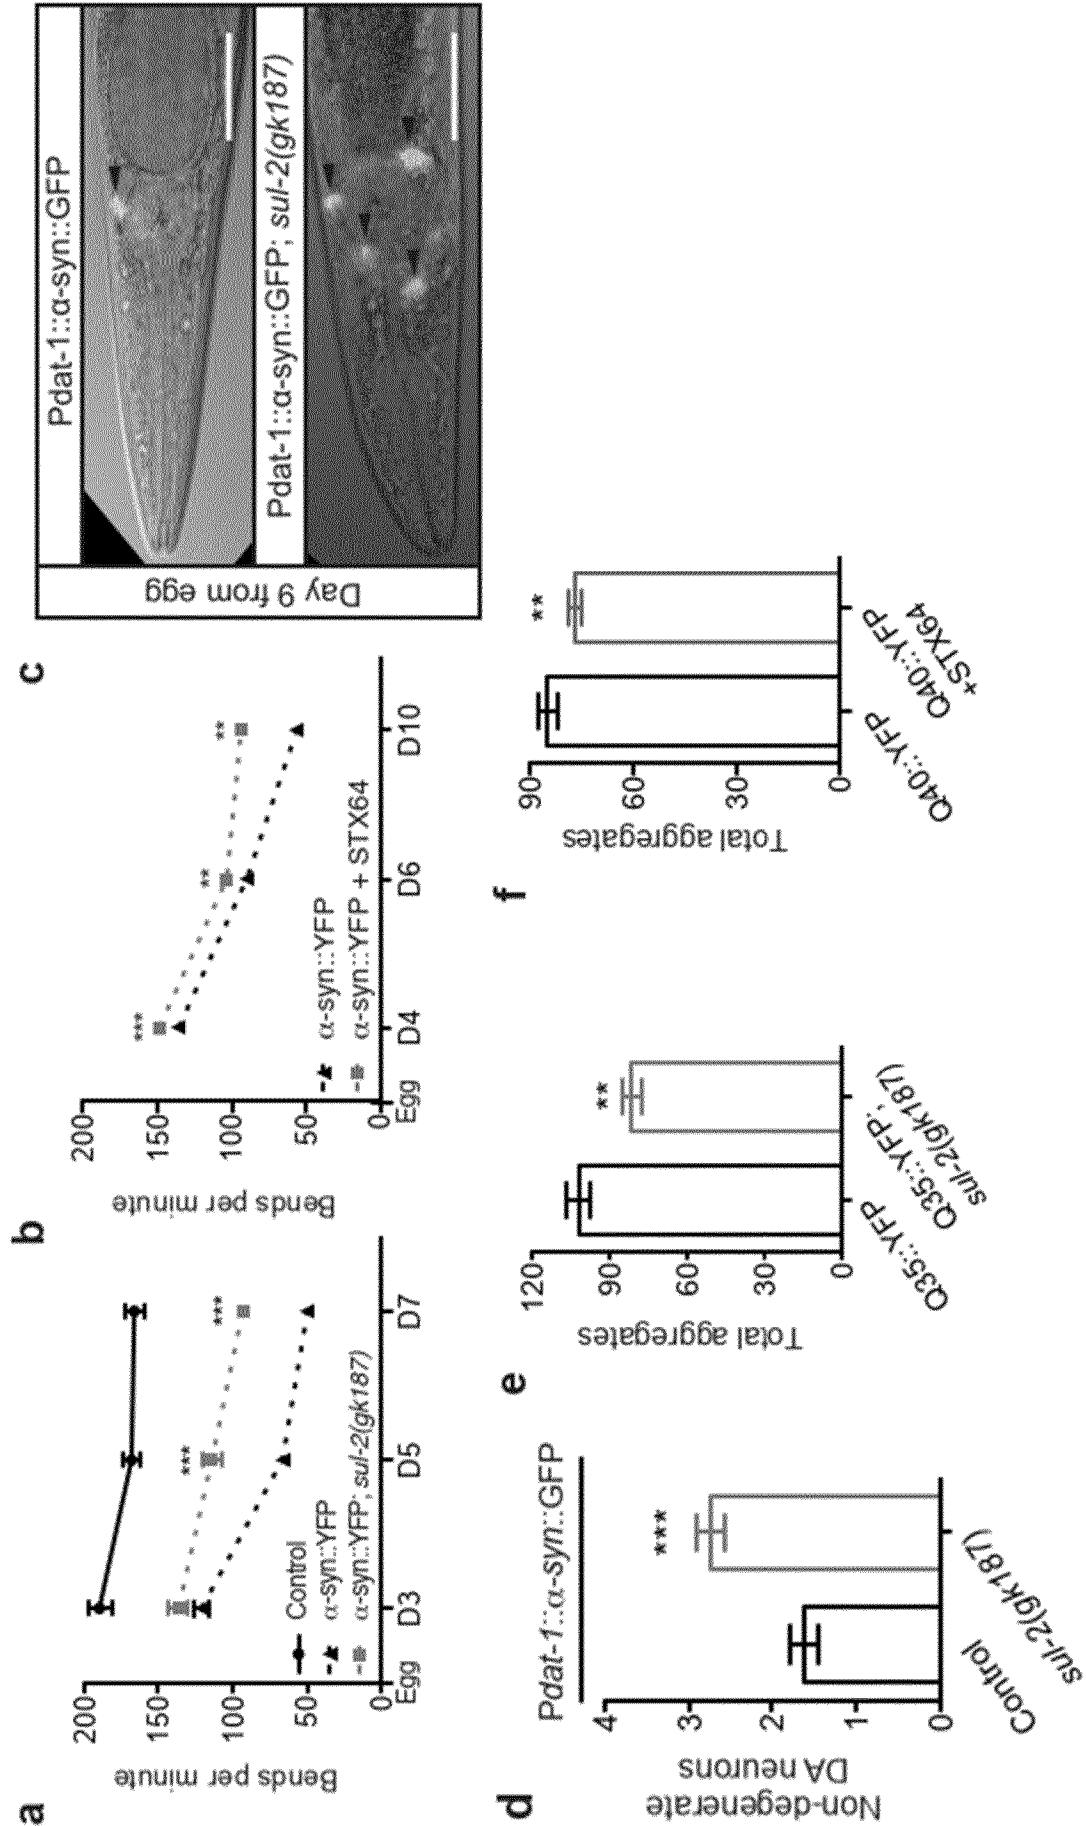 a
Bends per minute
200
150
100
50
0
Egg
D3
D5
D7
***
***
Control
α-syn::YFP
α-syn::YFP; sul-2(gk187)
b
Bends per minute
200
150
100
50
0
Egg
D4
D6
D10
***
**
**
α-syn::YFP
α-syn::YFP + STX64
c
Day 9 from egg
Pdat-1::α-syn::GFP
Pdat-1::α-syn::GFP; sul-2(gk187)
d
Pdat-1::α-syn::GFP
Non-degenerate
DA neurons
4
3
2
1
0
***
Control
sul-2(gk187)
e
Total aggregates
120
90
60
30
0
**
Q35::YFP
Q35::YFP;
sul-2(gk187)
f
Total aggregates
90
60
30
0
**
Q40::YFP
Q40::YFP
+STX64